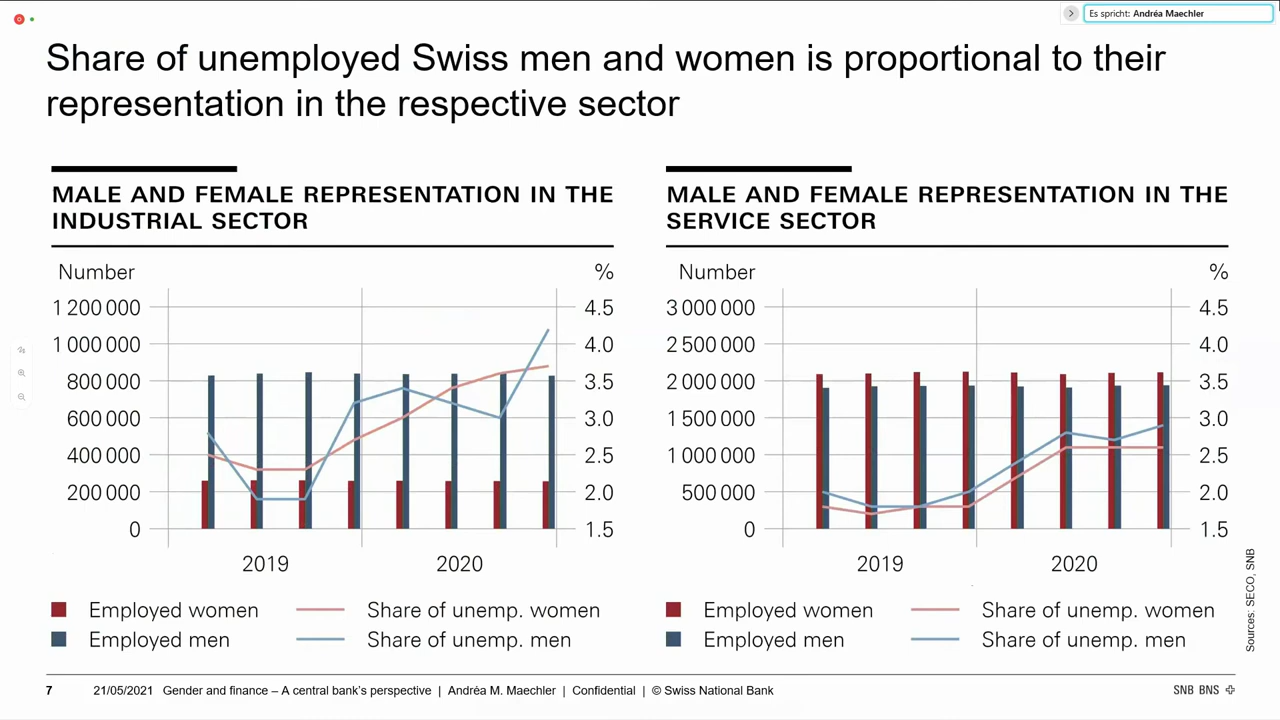 Es spricht: Andréa Maechler
Share of unemployed Swiss men and women is proportional to their
representation in the respective sector
MALE AND FEMALE REPRESENTATION IN THE
INDUSTRIAL SECTOR
Number %
1 200 000 4.5
1 000 000 4.0
800 000 3.5
600 000 3.0
400 000 2.5
200 000 2.0
0 1.5
2019 2020
Employed women Share of unemp. women
Employed men Share of unemp. men
MALE AND FEMALE REPRESENTATION IN THE
SERVICE SECTOR
Number %
3 000 000 4.5
2 500 000 4.0
2 000 000 3.5
1 500 000 3.0
1 000 000 2.5
500 000 2.0
0 1.5
2019 2020
Employed women Share of unemp. women
Employed men Share of unemp. men
Sources: SECO, SNB
7 21/05/2021 Gender and finance – A central bank's perspective | Andréa M. Maechler | Confidential | © Swiss National Bank
SNB BNS